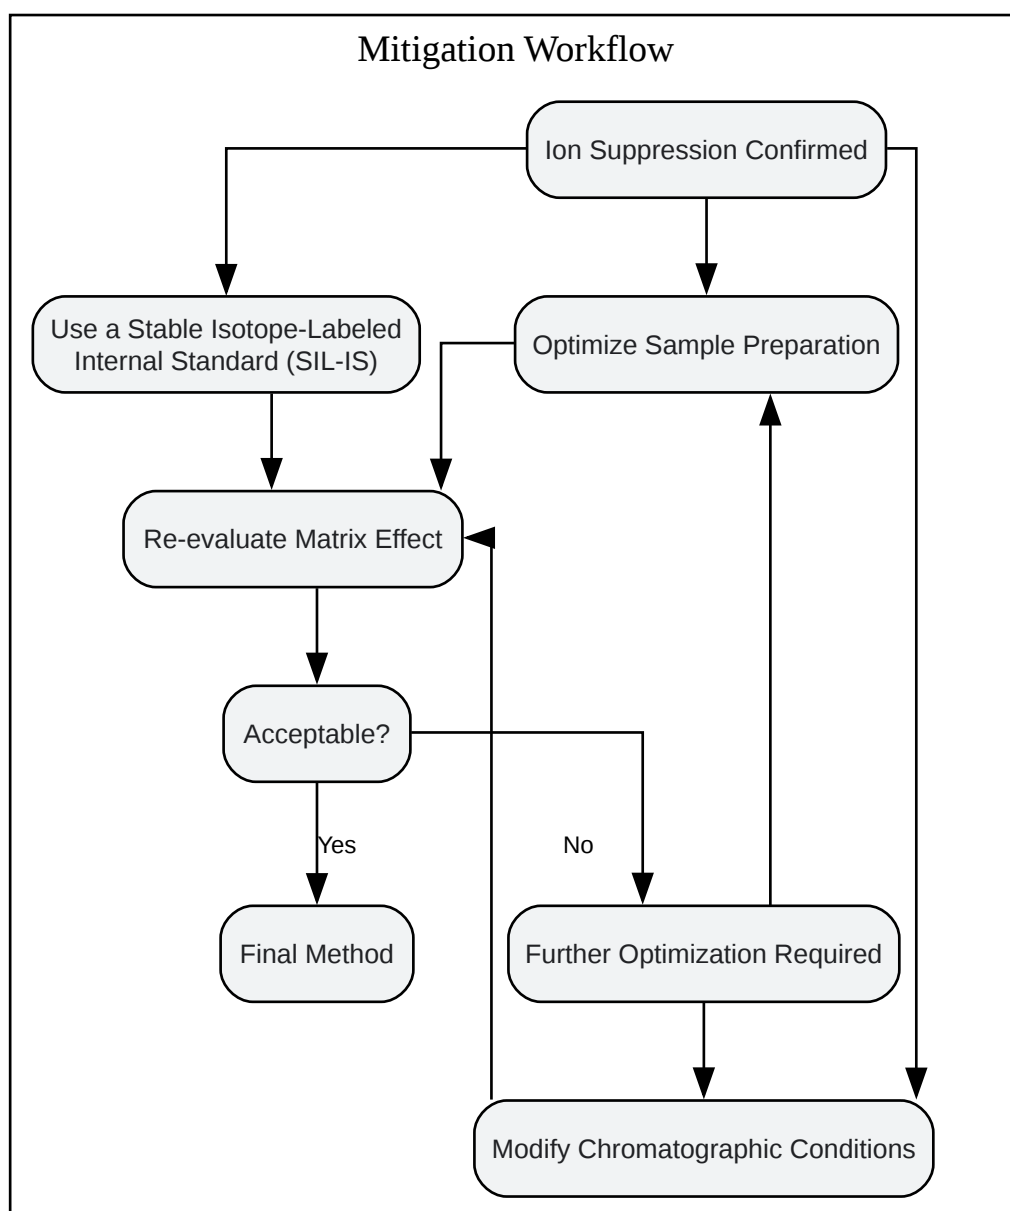 Mitigation Workflow
Ion Suppression Confirmed
Use a Stable Isotope-Labeled
Internal Standard (SIL-IS)
Optimize Sample Preparation
Re-evaluate Matrix Effect
Acceptable?
Yes
No
Final Method
Further Optimization Required
Modify Chromatographic Conditions